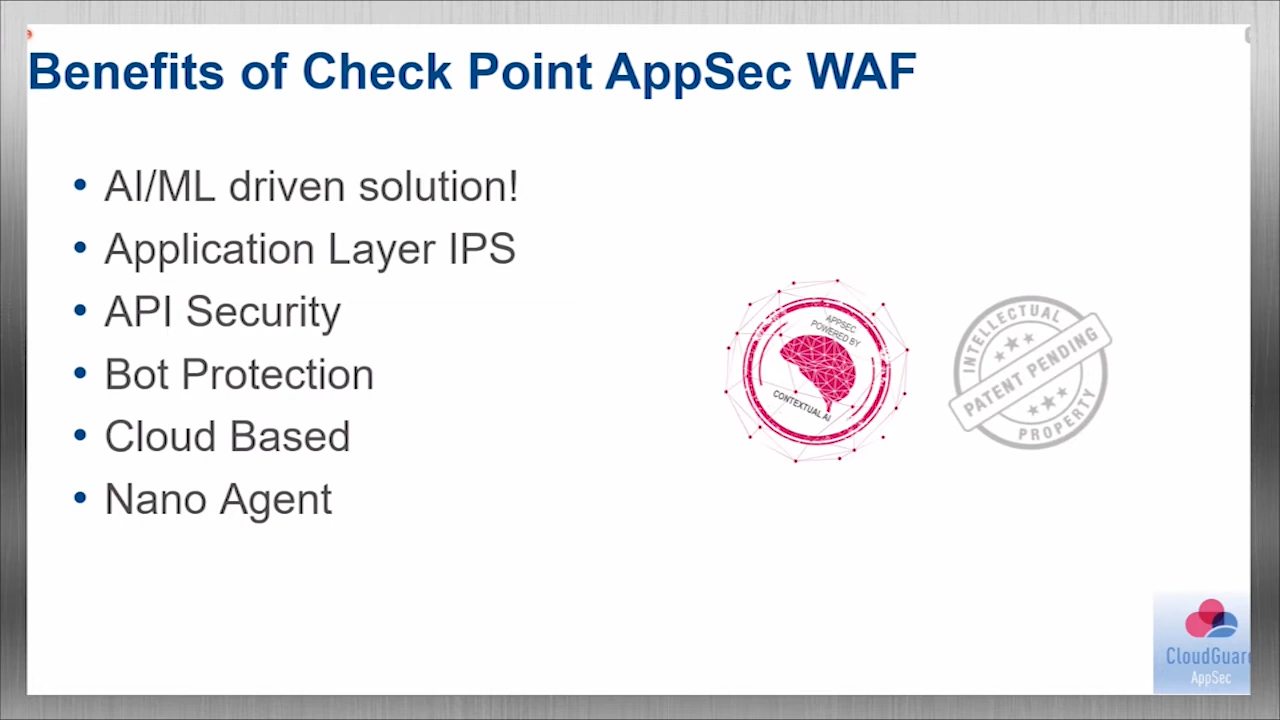 Benefits of Check Point AppSec WAF
• AI/ML driven solution!
• Application Layer IPS
• API Security
• Bot Protection
• Cloud Based
• Nano Agent
APPSEC
POWERED BY
CONTEXTUAL AI
INTELLECTUAL
PATENT PENDING
PROPERTY
CloudGuard
AppSec